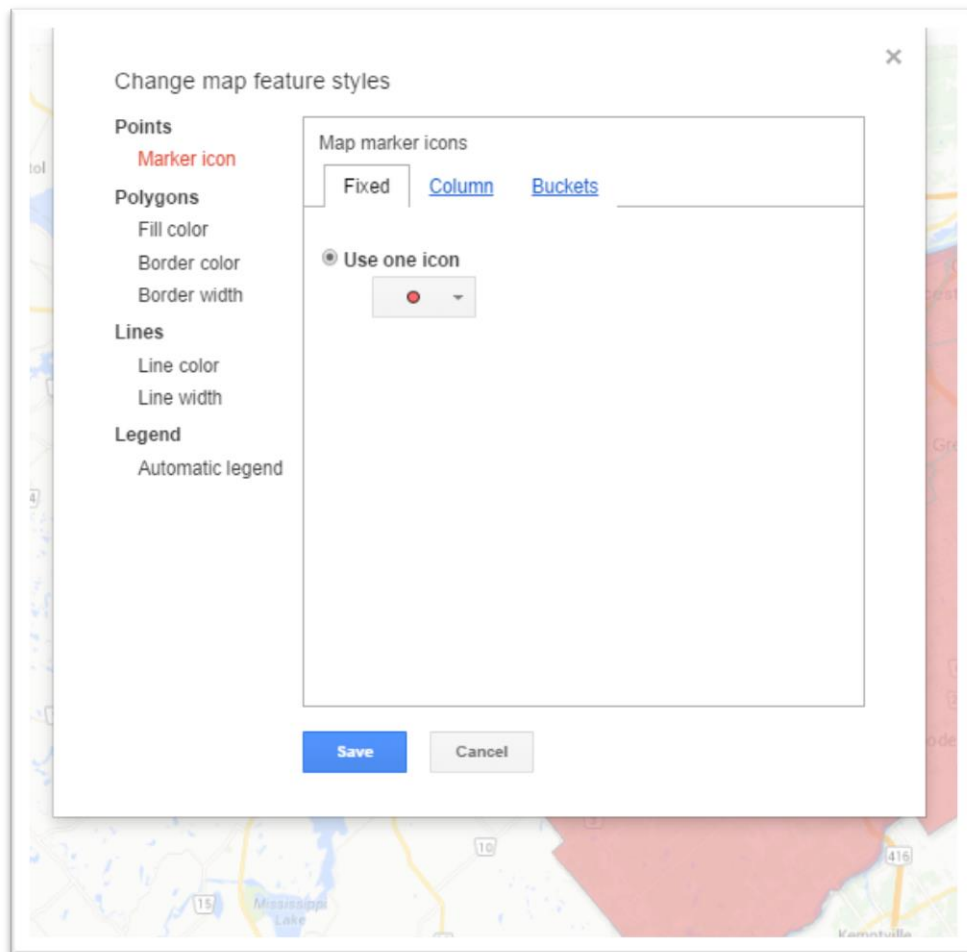 ×
Change map feature styles
Points
Marker icon
Polygons
Fill color
Border color
Border width
Lines
Line color
Line width
Legend
Automatic legend
Map marker icons
Fixed Column Buckets
Use one icon
Save Cancel
10
416
15
Mississippi
Lake
Kemptville